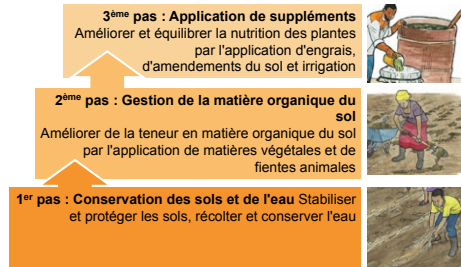 3ème pas : Application de suppléments
Améliorer et équilibrer la nutrition des plantes
par l'application d'engrais,
d'amendements du sol et irrigation
2ème pas : Gestion de la matière organique du
sol
Améliorer de la teneur en matière organique du sol
par l'application de matières végétales et de
fientes animales
1er pas : Conservation des sols et de l'eau Stabiliser
et protéger les sols, récolter et conserver l'eau